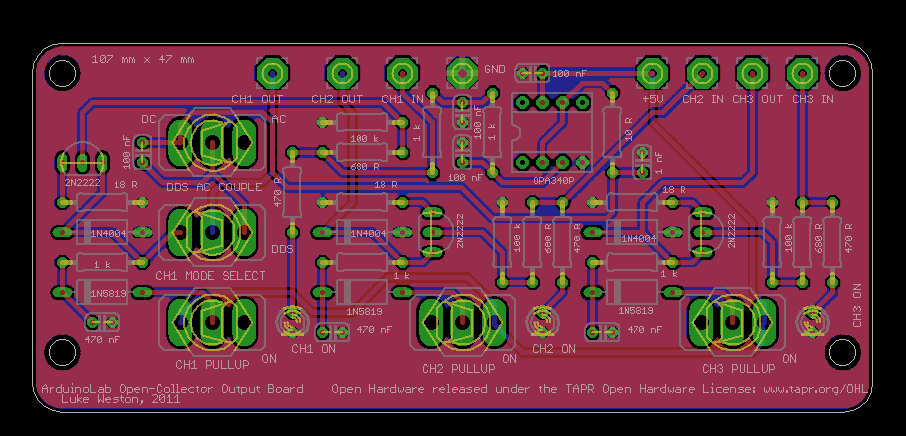 107 mm x 47 mm
GND
100 nF
CH1 OUT
CH2 OUT
CH1 IN
+5V
CH2 IN
CH3 OUT
CH3 IN
DC
AC
100 nF
1 k
100 nF
1 k
10 R
100 k
100 nF
680 R
1 nF
2N2222
OPA340P
DDS AC COUPLE
18 R
470 R
18 R
18 R
1N4004
1N4004
2N2222
100 k
680 R
470 R
1N4004
2N2222
100 k
680 R
470 R
DDS
1 k
CH1 MODE SELECT
1 k
1 k
1N5819
1N5819
1N5819
CH3 ON
470 nF
470 nF
470 nF
CH1 ON
CH2 ON
ON
ON
ON
CH1 PULLUP
CH2 PULLUP
CH3 PULLUP
ArduinoLab Open-Collector Output Board
Open Hardware released under the TAPR Open Hardware License: www.tapr.org/OHL
Luke Weston, 2011